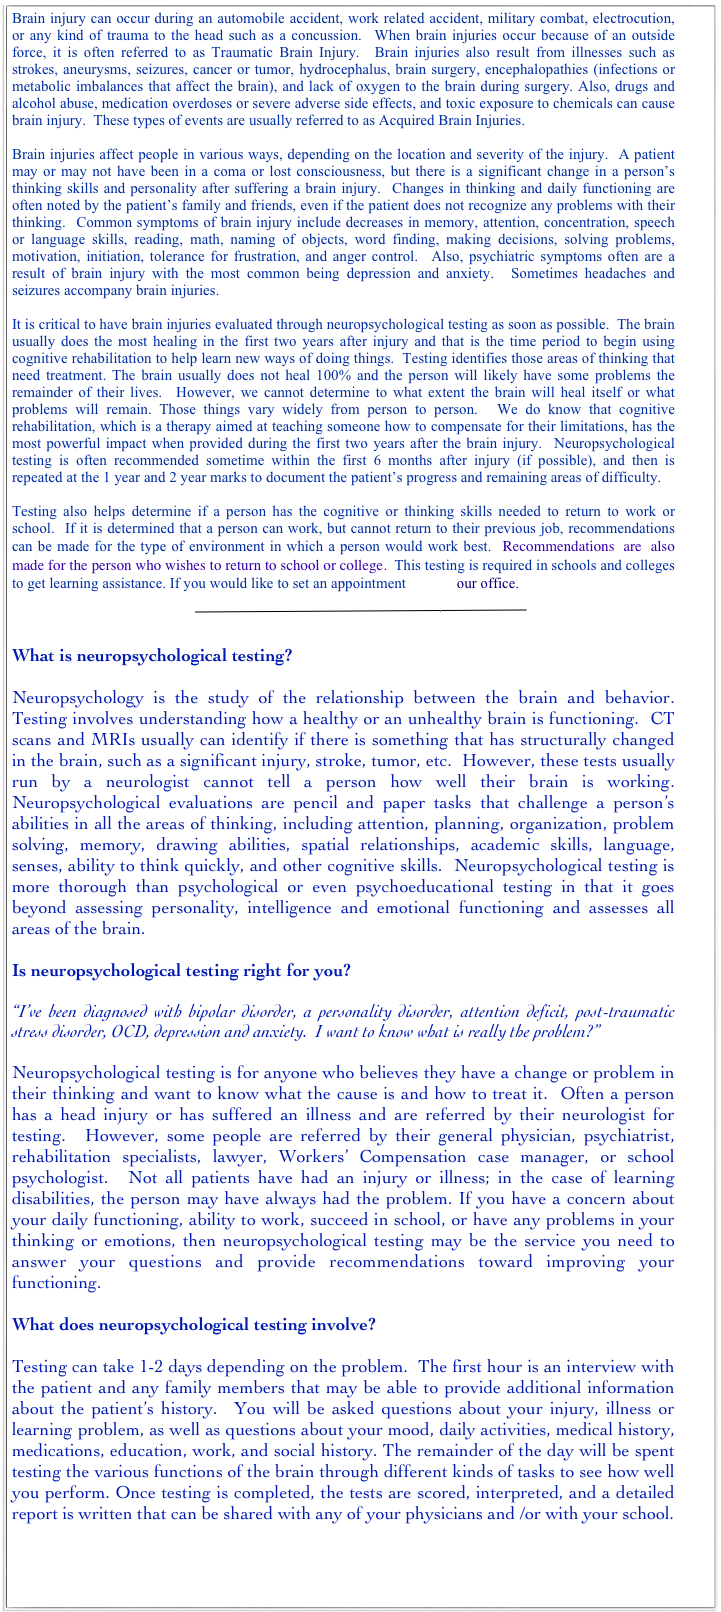 Brain injury can occur during an automobile accident, work related accident, military combat, electrocution,
or any kind of trauma to the head such as a concussion. When brain injuries occur because of an outside
force, it is often referred to as Traumatic Brain Injury. Brain injuries also result from illnesses such as
strokes, aneurysms, seizures, cancer or tumor, hydrocephalus, brain surgery, encephalopathies (infections or
metabolic imbalances that affect the brain), and lack of oxygen to the brain during surgery. Also, drugs and
alcohol abuse, medication overdoses or severe adverse side effects, and toxic exposure to chemicals can cause
brain injury. These types of events are usually referred to as Acquired Brain Injuries.
Brain injuries affect people in various ways, depending on the location and severity of the injury. A patient
may or may not have been in a coma or lost consciousness, but there is a significant change in a person's
thinking skills and personality after suffering a brain injury. Changes in thinking and daily functioning are
often noted by the patient's family and friends, even if the patient does not recognize any problems with their
thinking. Common symptoms of brain injury include decreases in memory, attention, concentration, speech
or language skills, reading, math, naming of objects, word finding, making decisions, solving problems,
motivation, initiation, tolerance for frustration, and anger control. Also, psychiatric symptoms often are a
result of brain injury with the most common being depression and anxiety. Sometimes headaches and
seizures accompany brain injuries.
It is critical to have brain injuries evaluated through neuropsychological testing as soon as possible. The brain
usually does the most healing in the first two years after injury and that is the time period to begin using
cognitive rehabilitation to help learn new ways of doing things. Testing identifies those areas of thinking that
need treatment. The brain usually does not heal 100% and the person will likely have some problems the
remainder of their lives. However, we cannot determine to what extent the brain will heal itself or what
problems will remain. Those things vary widely from person to person. We do know that cognitive
rehabilitation, which is a therapy aimed at teaching someone how to compensate for their limitations, has the
most powerful impact when provided during the first two years after the brain injury. Neuropsychological
testing is often recommended sometime within the first 6 months after injury (if possible), and then is
repeated at the 1 year and 2 year marks to document the patient's progress and remaining areas of difficulty.
Testing also helps determine if a person has the cognitive or thinking skills needed to return to work or
school. If it is determined that a person can work, but cannot return to their previous job, recommendations
can be made for the type of environment in which a person would work best. Recommendations are also
made for the person who wishes to return to school or college. This testing is required in schools and colleges
to get learning assistance. If you would like to set an appointment our office.
What is neuropsychological testing?
Neuropsychology is the study of the relationship between the brain and behavior.
Testing involves understanding how a healthy or an unhealthy brain is functioning. CT
scans and MRIs usually can identify if there is something that has structurally changed
in the brain, such as a significant injury, stroke, tumor, etc. However, these tests usually
run by a neurologist cannot tell a person how well their brain is working.
Neuropsychological evaluations are pencil and paper tasks that challenge a person's
abilities in all the areas of thinking, including attention, planning, organization, problem
solving, memory, drawing abilities, spatial relationships, academic skills, language,
senses, ability to think quickly, and other cognitive skills. Neuropsychological testing is
more thorough than psychological or even psychoeducational testing in that it goes
beyond assessing personality, intelligence and emotional functioning and assesses all
areas of the brain.
Is neuropsychological testing right for you?
"I've been diagnosed with bipolar disorder, a personality disorder, attention deficit, post-traumatic
stress disorder, OCD, depression and anxiety. I want to know what is really the problem?"
Neuropsychological testing is for anyone who believes they have a change or problem in
their thinking and want to know what the cause is and how to treat it. Often a person
has a head injury or has suffered an illness and are referred by their neurologist for
testing. However, some people are referred by their general physician, psychiatrist,
rehabilitation specialists, lawyer, Workers' Compensation case manager, or school
psychologist. Not all patients have had an injury or illness; in the case of learning
disabilities, the person may have always had the problem. If you have a concern about
your daily functioning, ability to work, succeed in school, or have any problems in your
thinking or emotions, then neuropsychological testing may be the service you need to
answer your questions and provide recommendations toward improving your
functioning.
What does neuropsychological testing involve?
Testing can take 1-2 days depending on the problem. The first hour is an interview with
the patient and any family members that may be able to provide additional information
about the patient's history. You will be asked questions about your injury, illness or
learning problem, as well as questions about your mood, daily activities, medical history,
medications, education, work, and social history. The remainder of the day will be spent
testing the various functions of the brain through different kinds of tasks to see how well
you perform. Once testing is completed, the tests are scored, interpreted, and a detailed
report is written that can be shared with any of your physicians and /or with your school.